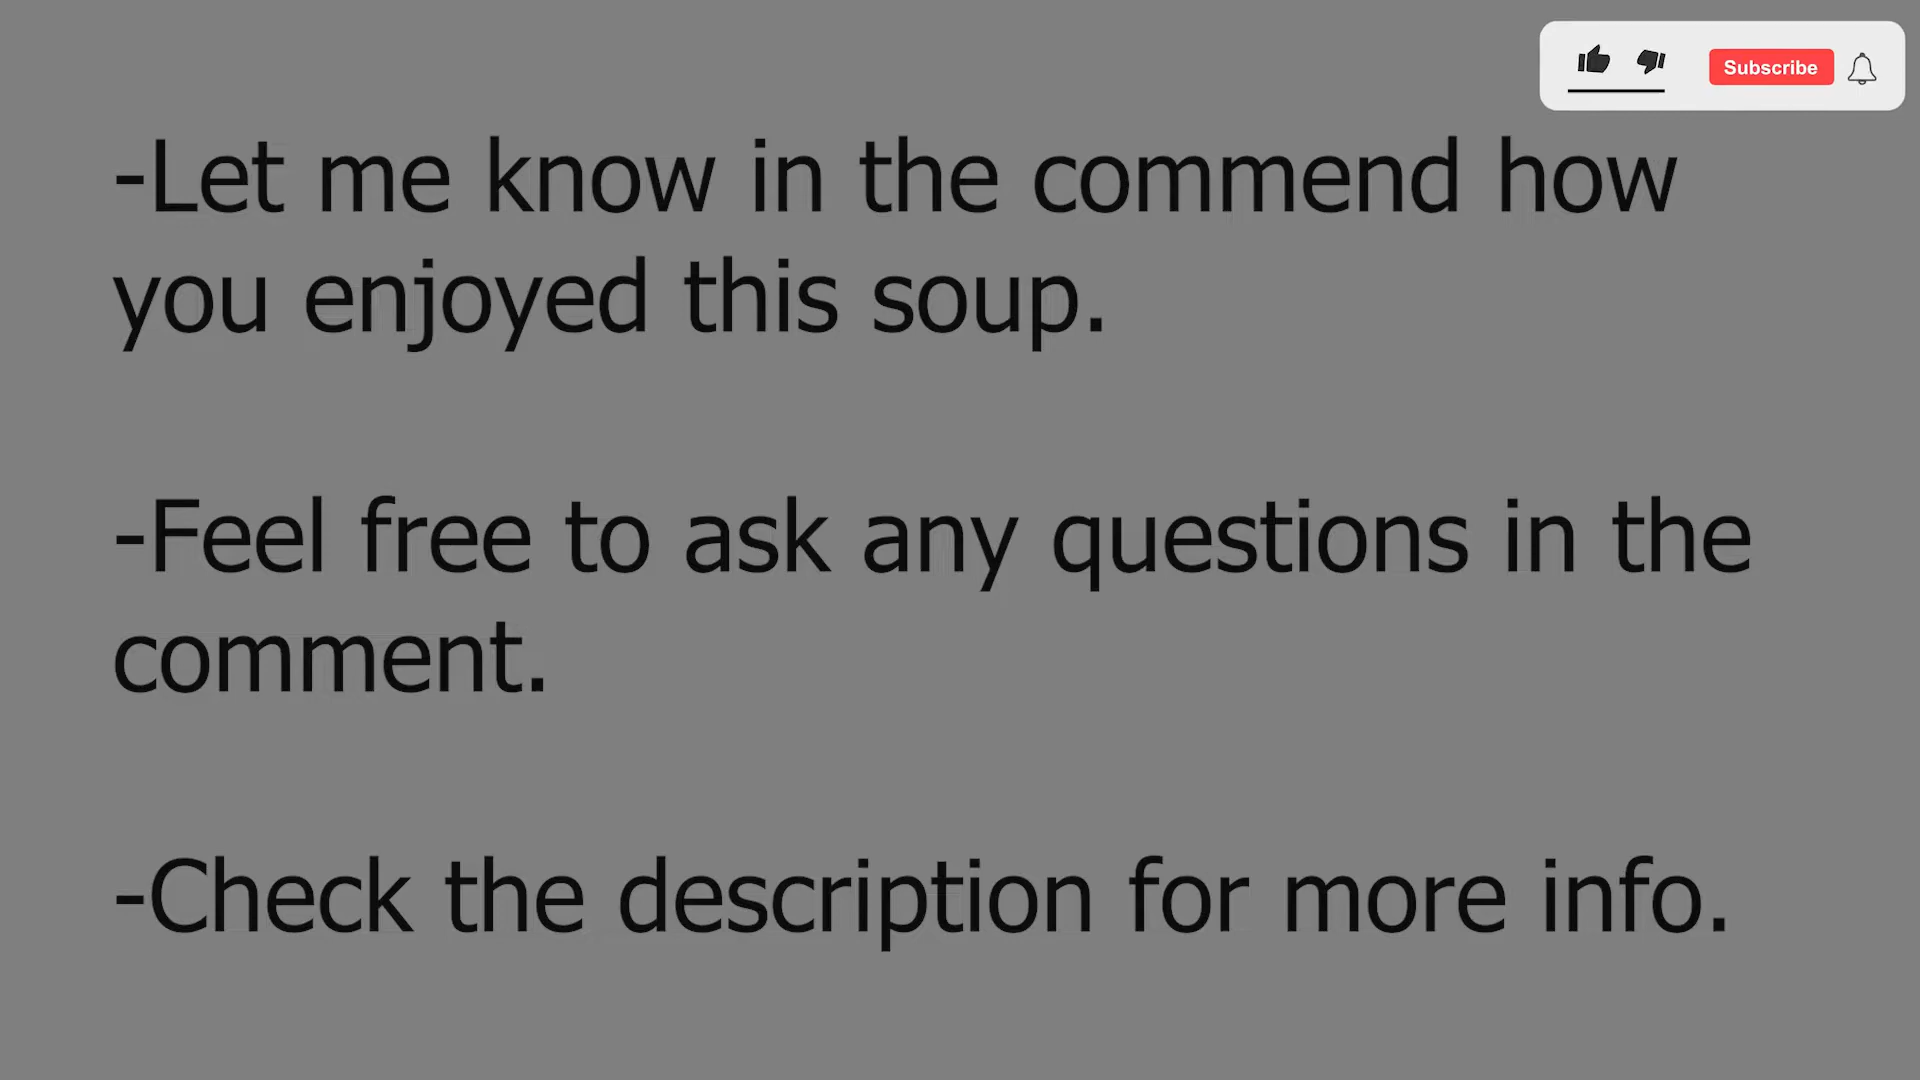 Subscribe
-Let me know in the commend how
you enjoyed this soup.
-Feel free to ask any questions in the
comment.
-Check the description for more info.